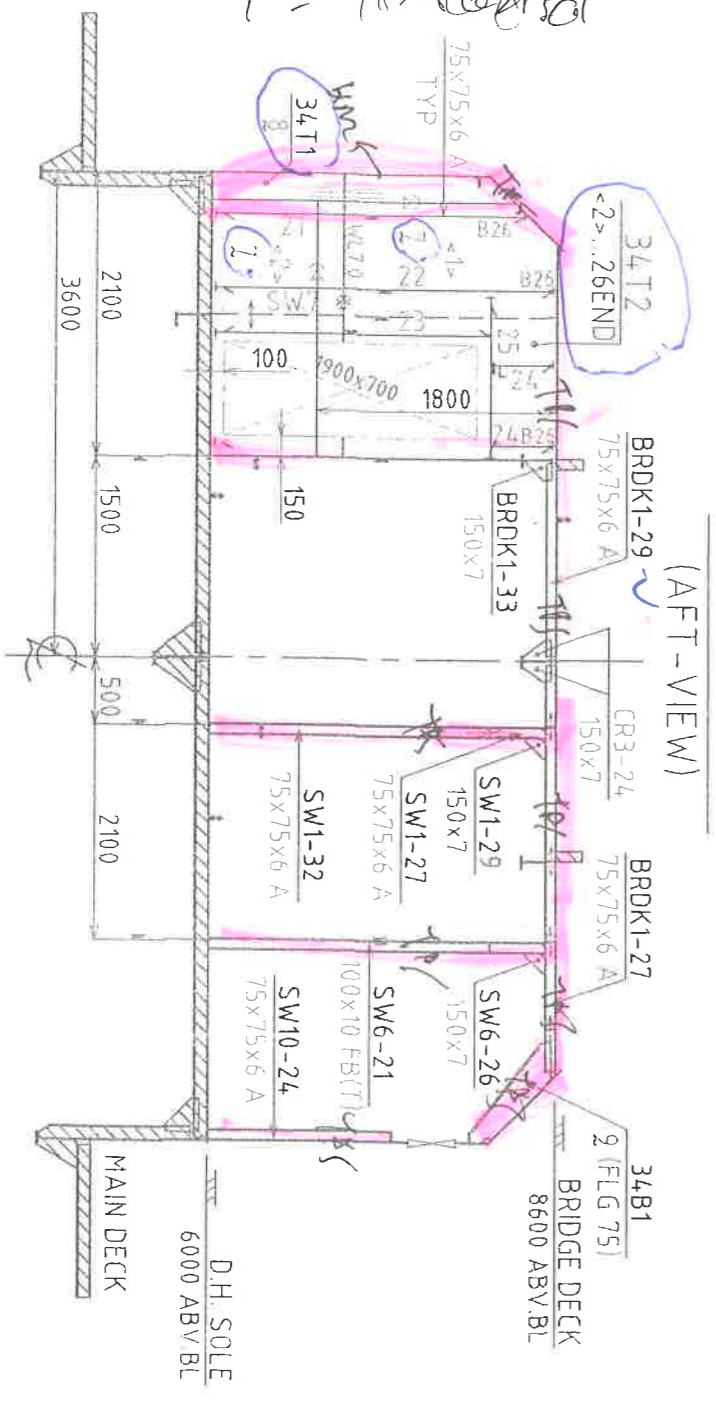 (AFT-VIEW)
34T2
<2>...26END
BRDK1-29
75x75x6 A
CR3-24
150x7
BRDK1-27
75x75x6 A
34B1
9 (FLG 75)
BRIDGE DECK
8600 ABV.BL
75x75x6 A
TYP
34T1
8
B26
B25
21
22
23
25
24
24B25
WL70
SW7
100
1900x700
1800
150
BRDK1-33
150x7
SW1-29
150x7
SW1-27
75x75x6 A
SW1-32
75x75x6 A
SW6-26
150x7
SW6-21
100x10 FB(T)
SW10-24
75x75x6 A
D.H. SOLE
6000 ABV.BL
MAIN DECK
2100
1500
500
2100
3600